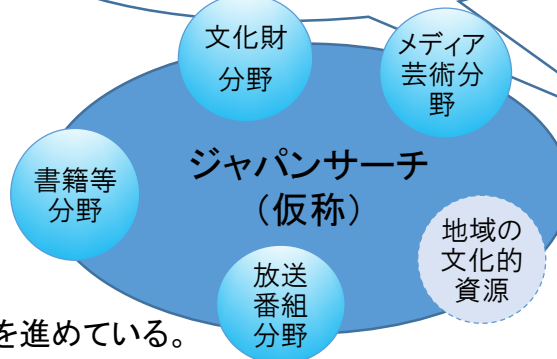 文化財
分野
メディア
芸術分
野
書籍等
分野
ジャパンサーチ
（仮称）
地域の
文化的
資源
放送
番組
分野
を進めている。